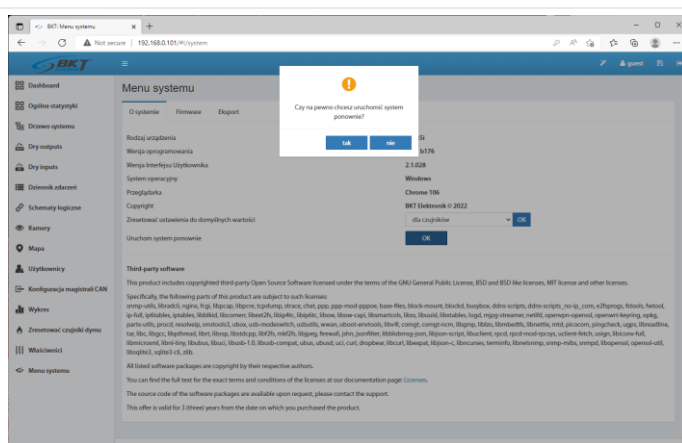 BKT: Menu systemu
Not secure | 192.168.0.101/#!/system
BKT
guest
Dashboard
Ogólne statystyki
Drzewo systemu
Dry outputs
Dry inputs
Dziennik zdarzeń
Schematy logiczne
Kamery
Mapa
Użytkownicy
Konfiguracja magistrali CAN
Wykres
Zresetować czujniki dymu
Właściwości
Menu systemu
Menu systemu
O systemie Firmware Eksport
Czy na pewno chcesz uruchomić system
ponownie?
tak nie
Rodzaj urządzenia
Wersja oprogramowania b176
Wersja Interfejsu Użytkownika 2.1.028
System operacyjny Windows
Przeglądarka Chrome 106
Copyright BKT Elektronik © 2022
Zresetować ustawienia do domyślnych wartości dla czujników OK
Uruchom system ponownie OK
Third-party software
This product includes copyrighted third-party Open Source Software licensed under the terms of the GNU General Public License, BSD and BSD like licenses, MIT license and other licenses.
Specifically, the following parts of this product are subject to such licenses:
All listed software packages are copyright by their respective authors.
You can find the full text for the exact terms and conditions of the licenses at our documentation page: Licenses.
The source code of the software packages are available upon request, please contact the support.
This offer is valid for 3 (three) years from the date on which you purchased the product.